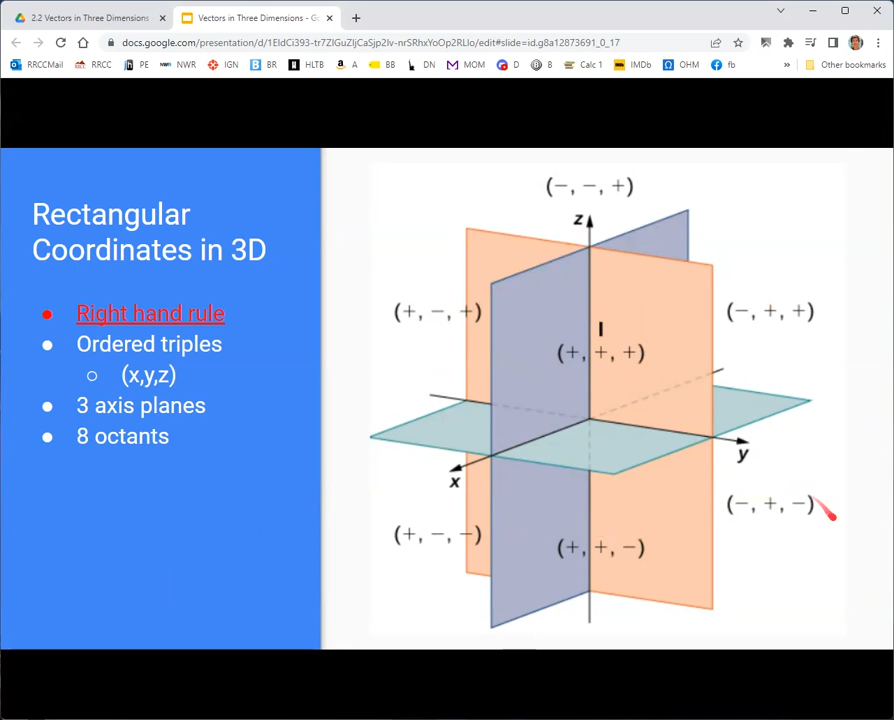 2.2 Vectors in Three Dimensions
Vectors in Three Dimensions - Go
docs.google.com/presentation/d/1EldCi393-tr7ZlGuZIjCaSjp2lv-nrSRhxYoOp2RLIo/edit#slide=id.g8a12873691_0_17
RRCCMail RRCC PE NWR IGN BR HLTB A BB DN MOM D B Calc 1 IMDb OHM fb » Other bookmarks
Rectangular
Coordinates in 3D
● Right hand rule
● Ordered triples
○ (x,y,z)
● 3 axis planes
● 8 octants
(−, −, +)
z
(+, −, +)
(−, +, +)
I
(+, +, +)
y
x
(−, +, −)
(+, −, −)
(+, +, −)